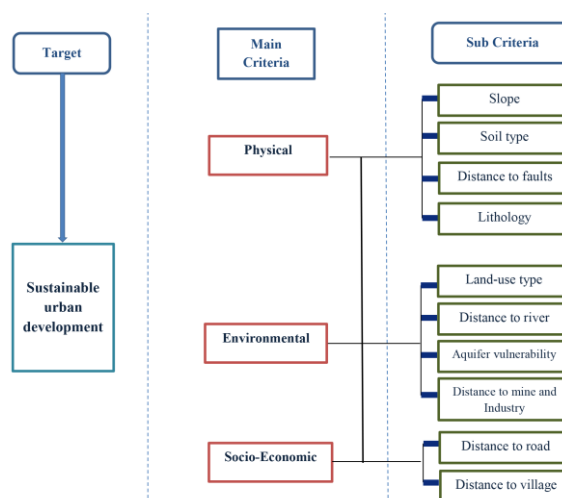 Target
Sustainable
urban
development
Main
Criteria
Physical
Environmental
Socio-Economic
Sub Criteria
Slope
Soil type
Distance to faults
Lithology
Land-use type
Distance to river
Aquifer vulnerability
Distance to mine and
Industry
Distance to road
Distance to village